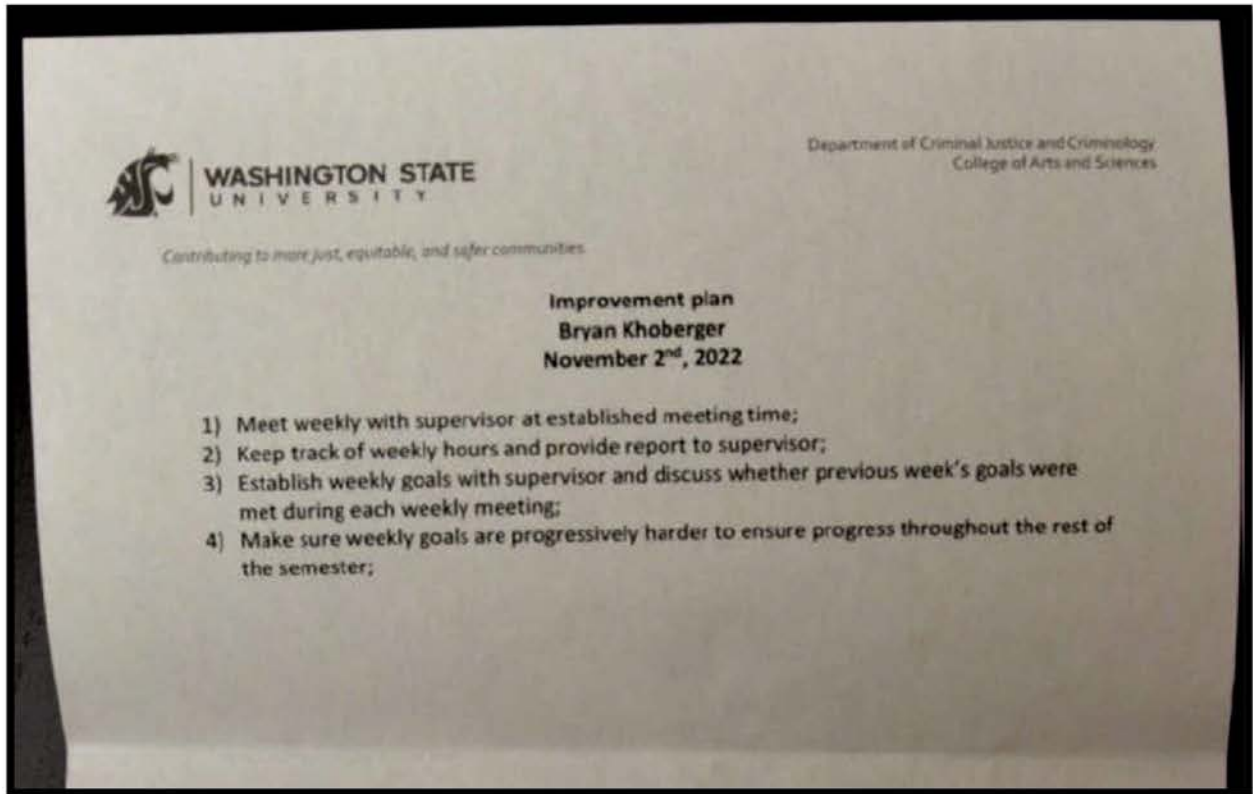 Department of Criminal Justice and Criminology
College of Arts and Sciences
WASHINGTON STATE
UNIVERSITY
Contributing to more just, equitable, and safer communities.
Improvement plan
Bryan Khoberger
November 2nd, 2022
1) Meet weekly with supervisor at established meeting time;
2) Keep track of weekly hours and provide report to supervisor;
3) Establish weekly goals with supervisor and discuss whether previous week's goals were
met during each weekly meeting;
4) Make sure weekly goals are progressively harder to ensure progress throughout the rest of
the semester;